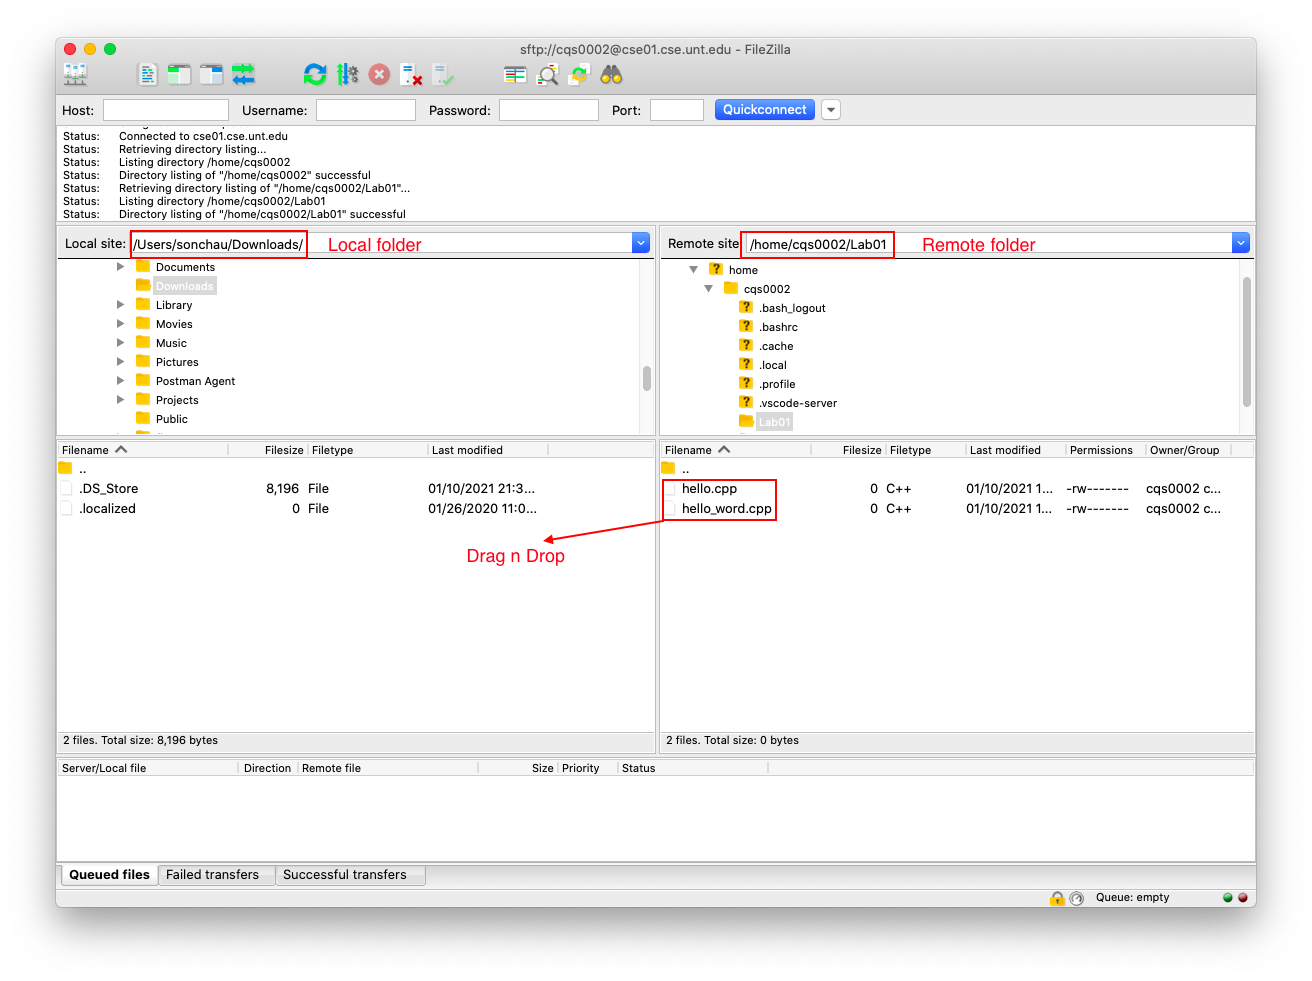 sftp://cqs0002@cse01.cse.unt.edu - FileZilla
Host: Username: Password: Port: Quickconnect
Status: Connected to cse01.cse.unt.edu
Status: Retrieving directory listing...
Status: Listing directory /home/cqs0002
Status: Directory listing of "/home/cqs0002" successful
Status: Retrieving directory listing of "/home/cqs0002/Lab01"...
Status: Listing directory /home/cqs0002/Lab01
Status: Directory listing of "/home/cqs0002/Lab01" successful
Local site: /Users/sonchau/Downloads/ Local folder
Documents
Downloads
Library
Movies
Music
Pictures
Postman Agent
Projects
Public
Filename Filesize Filetype Last modified
..
.DS_Store 8,196 File 01/10/2021 21:3...
.localized 0 File 01/26/2020 11:0...
2 files. Total size: 8,196 bytes
Remote site /home/cqs0002/Lab01 Remote folder
? home
cqs0002
? .bash_logout
? .bashrc
? .cache
? .local
? .profile
? .vscode-server
Lab01
Filename Filesize Filetype Last modified Permissions Owner/Group
..
hello.cpp 0 C++ 01/10/2021 1... -rw------- cqs0002 c...
hello_word.cpp 0 C++ 01/10/2021 1... -rw------- cqs0002 c...
Drag n Drop
2 files. Total size: 0 bytes
Server/Local file Direction Remote file Size Priority Status
Queued files Failed transfers Successful transfers
Queue: empty